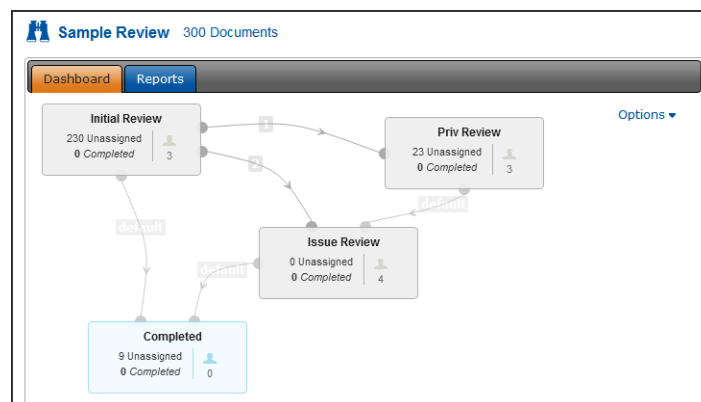 Sample Review 300 Documents
Dashboard Reports
Options
Initial Review
230 Unassigned
0 Completed
3
1
2
Priv Review
23 Unassigned
0 Completed
3
default
default
Issue Review
0 Unassigned
0 Completed
4
default
Completed
9 Unassigned
0 Completed
0